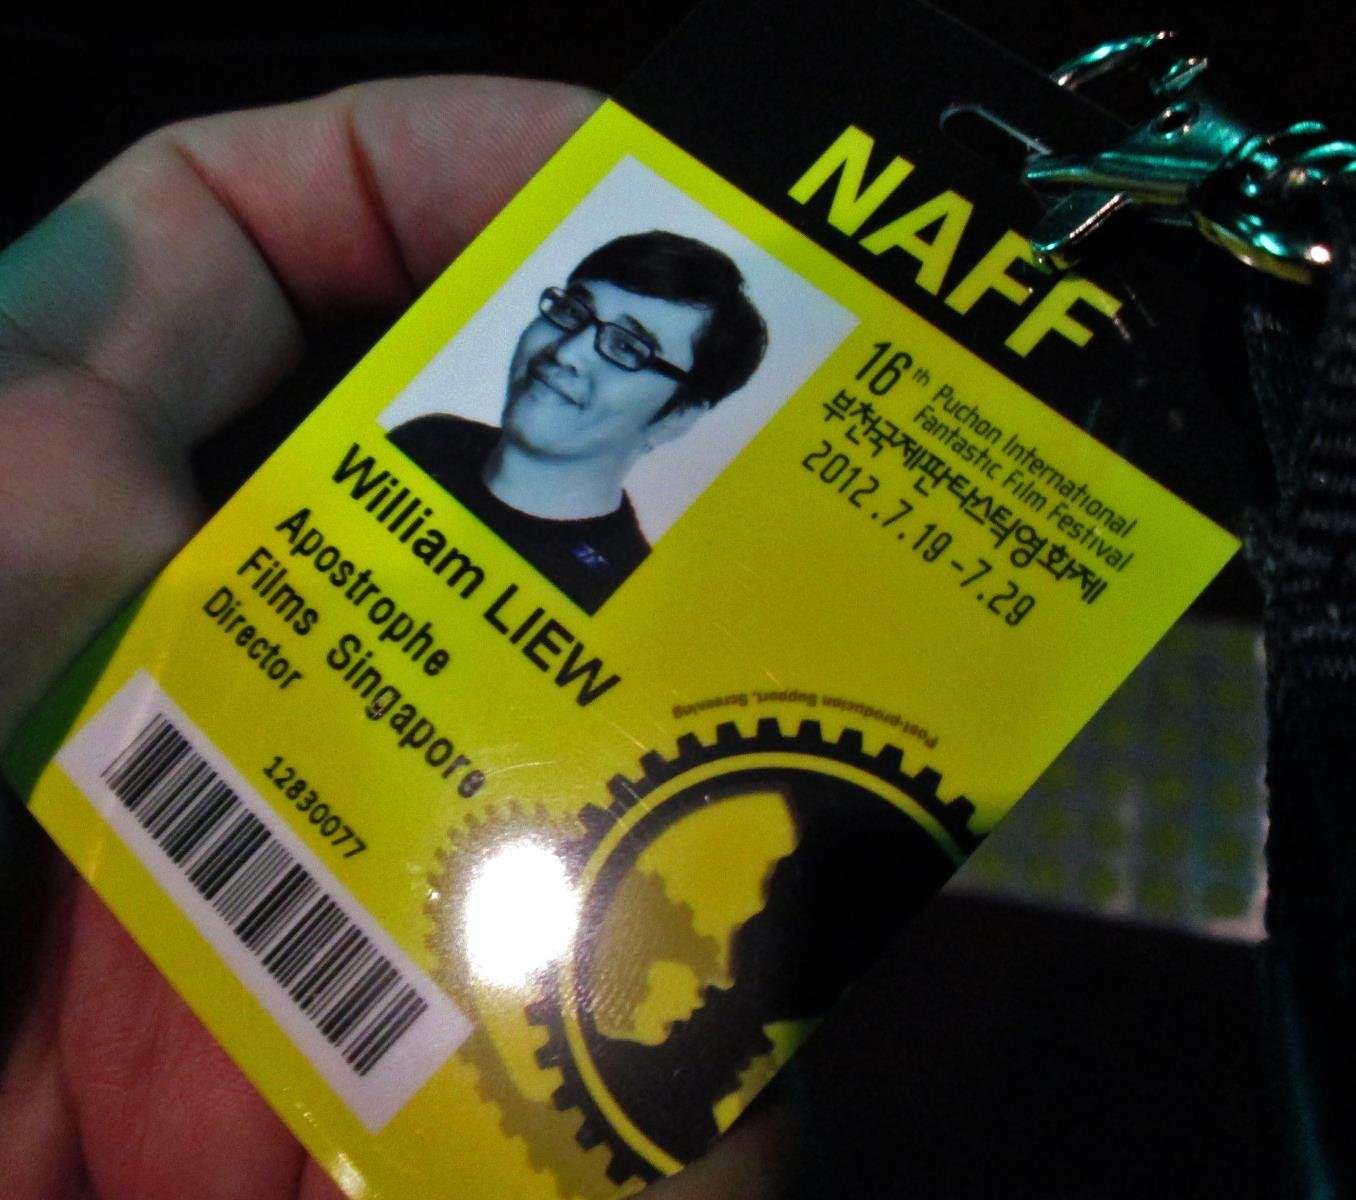 NAFF
16th Puchon International
Fantastic Film Festival
부천국제판타스틱영화제
2012.7.19-7.29
William LIEW
Apostrophe
Films Singapore
Director
12830077
Post-producion Support, Screening